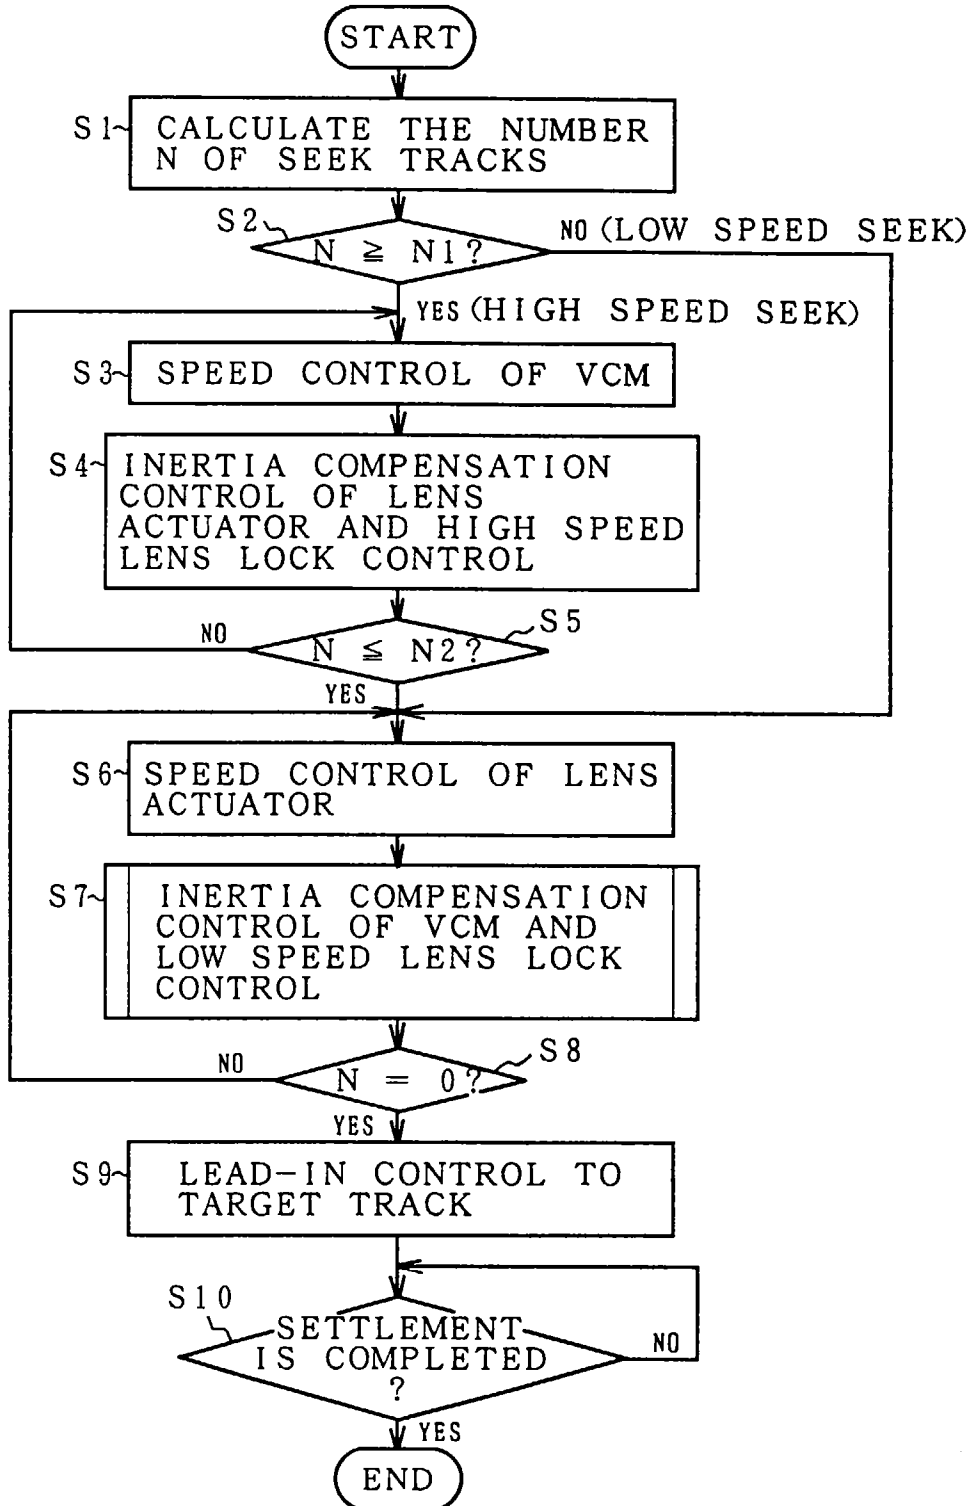 START
S1
CALCULATE THE NUMBER
N OF SEEK TRACKS
S2
N ≧ N1?
NO (LOW SPEED SEEK)
YES (HIGH SPEED SEEK)
S3
SPEED CONTROL OF VCM
S4
INERTIA COMPENSATION
CONTROL OF LENS
ACTUATOR AND HIGH SPEED
LENS LOCK CONTROL
S5
NO
N ≦ N2?
YES
S6
SPEED CONTROL OF LENS
ACTUATOR
S7
INERTIA COMPENSATION
CONTROL OF VCM AND
LOW SPEED LENS LOCK
CONTROL
S8
NO
N = 0?
YES
S9
LEAD-IN CONTROL TO
TARGET TRACK
S10
SETTLEMENT
IS COMPLETED
?
NO
YES
END